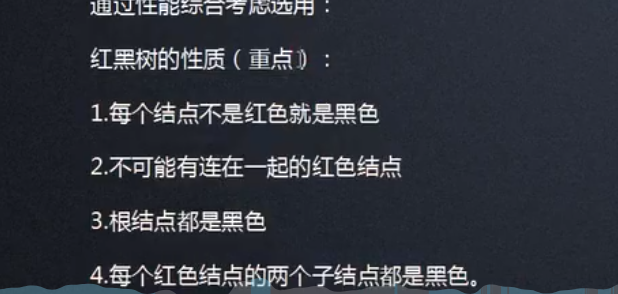 通过性能综合考虑选用：
红黑树的性质（重点）：
1.每个结点不是红色就是黑色
2.不可能有连在一起的红色结点
3.根结点都是黑色
4.每个红色结点的两个子结点都是黑色。